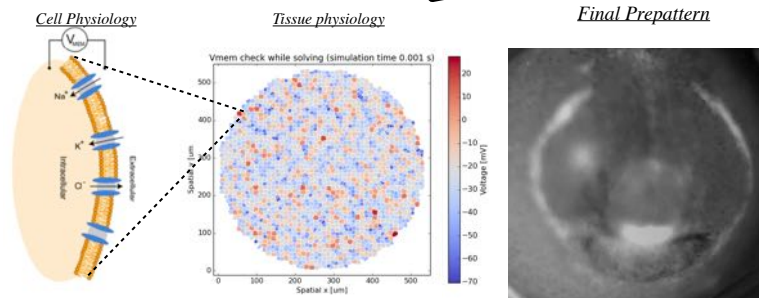 Cell Physiology
Tissue physiology
Final Prepattern
VMEM
Na+
K+
Cl-
Intracellular
Extracellular
Vmem check while solving (simulation time 0.001 s)
500
400
300
200
100
0
Spatial y [um
0 100 200 300 400 500
Spatial x [um]
20
10
0
−10
−20
−30
−40
−50
−60
−70
Voltage [mV]